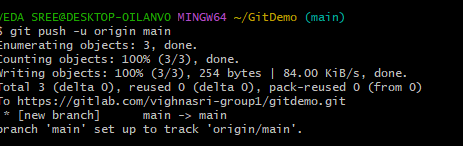 VEDA SREE@DESKTOP-OILANVO MINGW64 ~/GitDemo (main)
$ git push -u origin main
Enumerating objects: 3, done.
Counting objects: 100% (3/3), done.
Writing objects: 100% (3/3), 254 bytes | 84.00 KiB/s, done.
Total 3 (delta 0), reused 0 (delta 0), pack-reused 0 (from 0)
To https://gitlab.com/vighnasri-group1/gitdemo.git
 * [new branch]      main -> main
branch 'main' set up to track 'origin/main'.